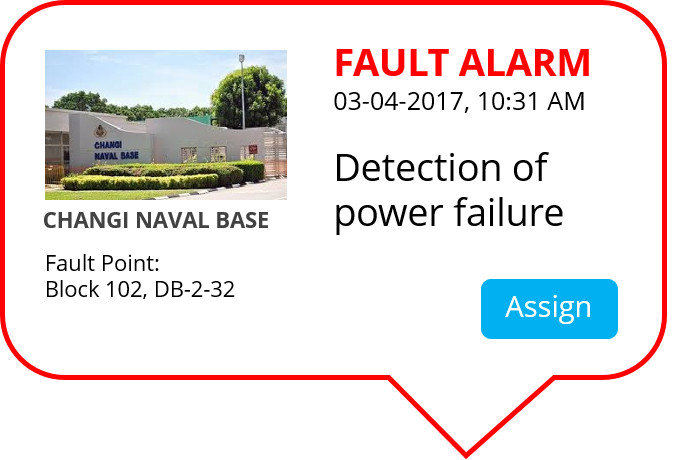 CHANGI
NAVAL BASE
CHANGI NAVAL BASE
Fault Point:
Block 102, DB-2-32
FAULT ALARM
03-04-2017, 10:31 AM
Detection of
power failure
Assign